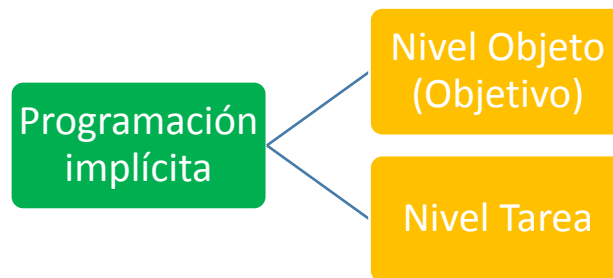 Programación
implícita
Nivel Objeto
(Objetivo)
Nivel Tarea